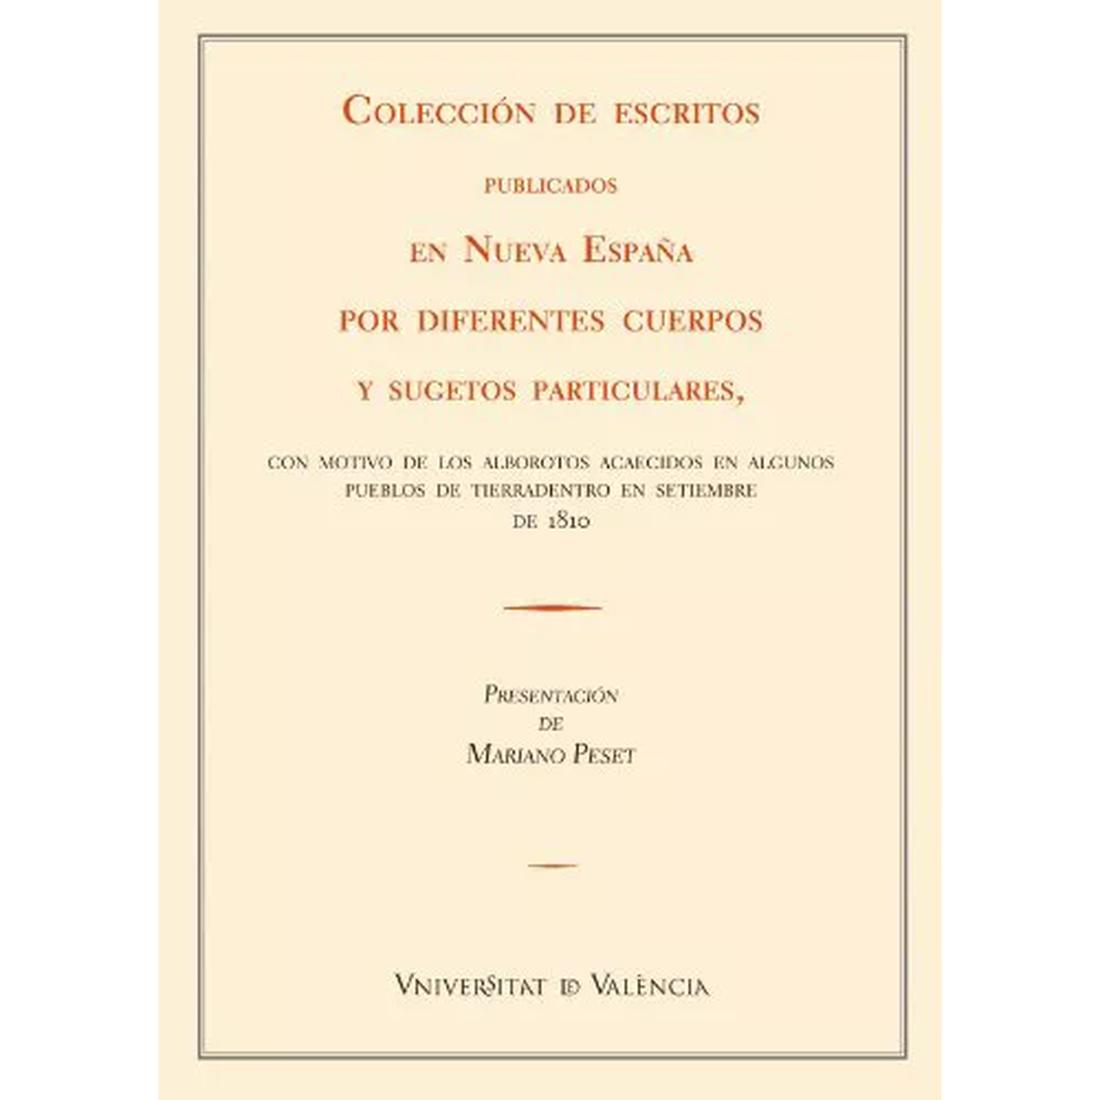 Colección de escritos
publicados
en Nueva España
por diferentes cuerpos
y sugetos particulares,
con motivo de los alborotos acaecidos en algunos
pueblos de tierradentro en setiembre
de 1810
Presentación
de
Mariano Peset
Vniversitat de València